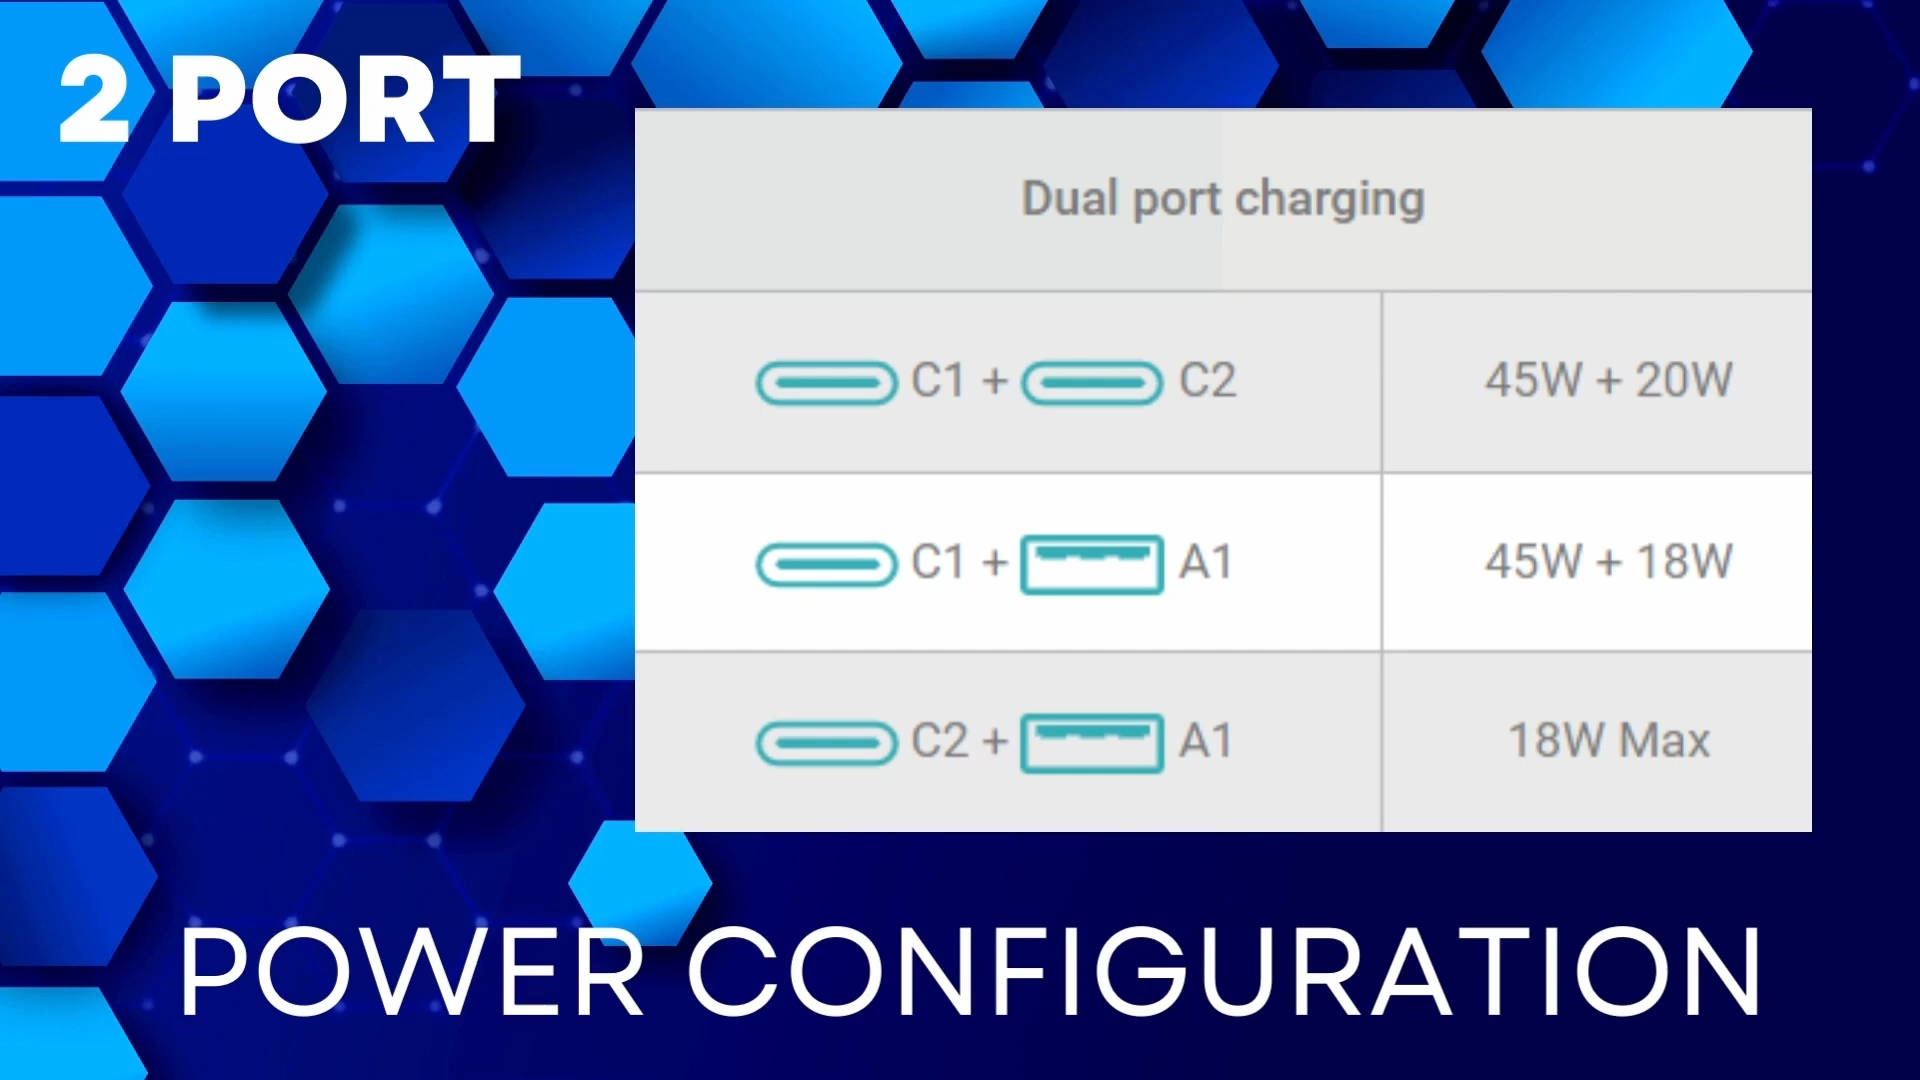 2 PORT
Dual port charging
C1 + C2 45W + 20W
C1 + A1 45W + 18W
C2 + A1 18W Max
POWER CONFIGURATION